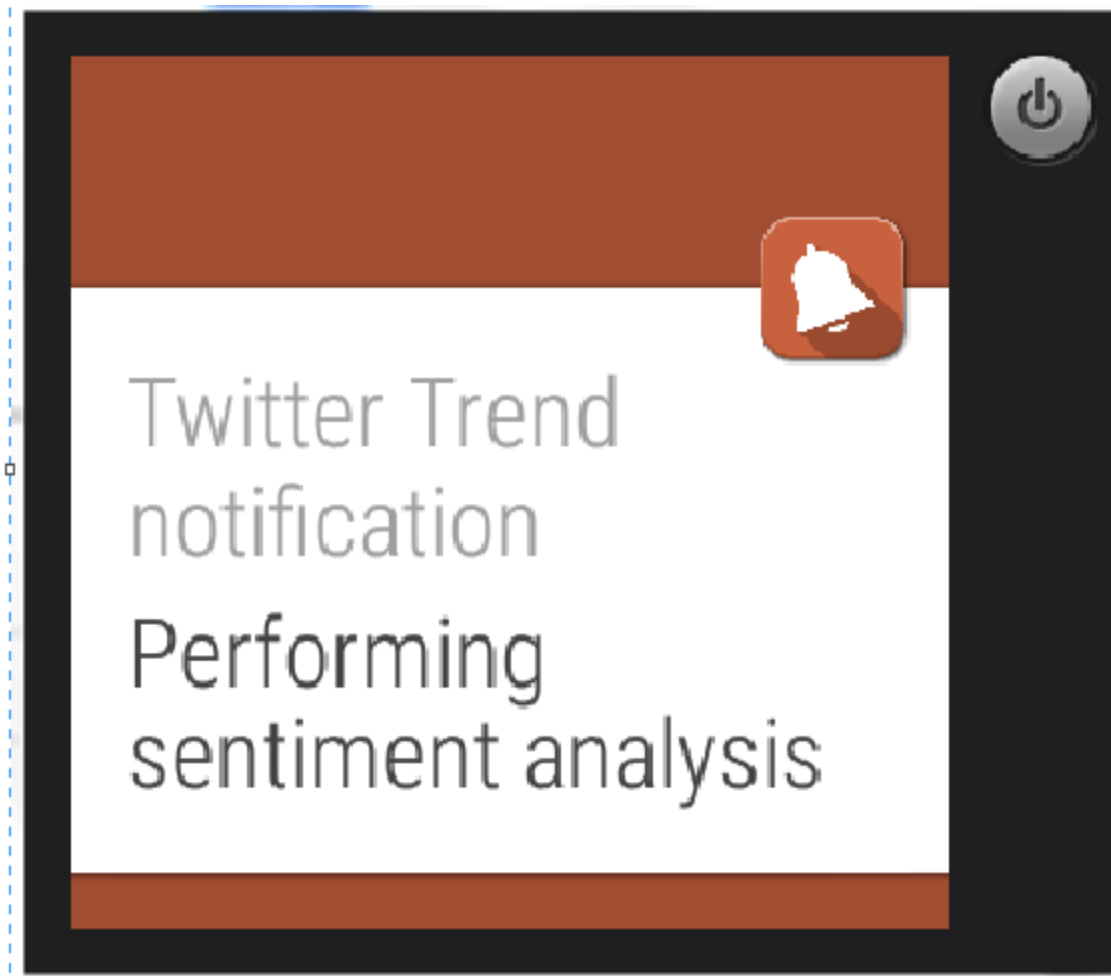 Twitter Trend
notification
Performing
sentiment analysis